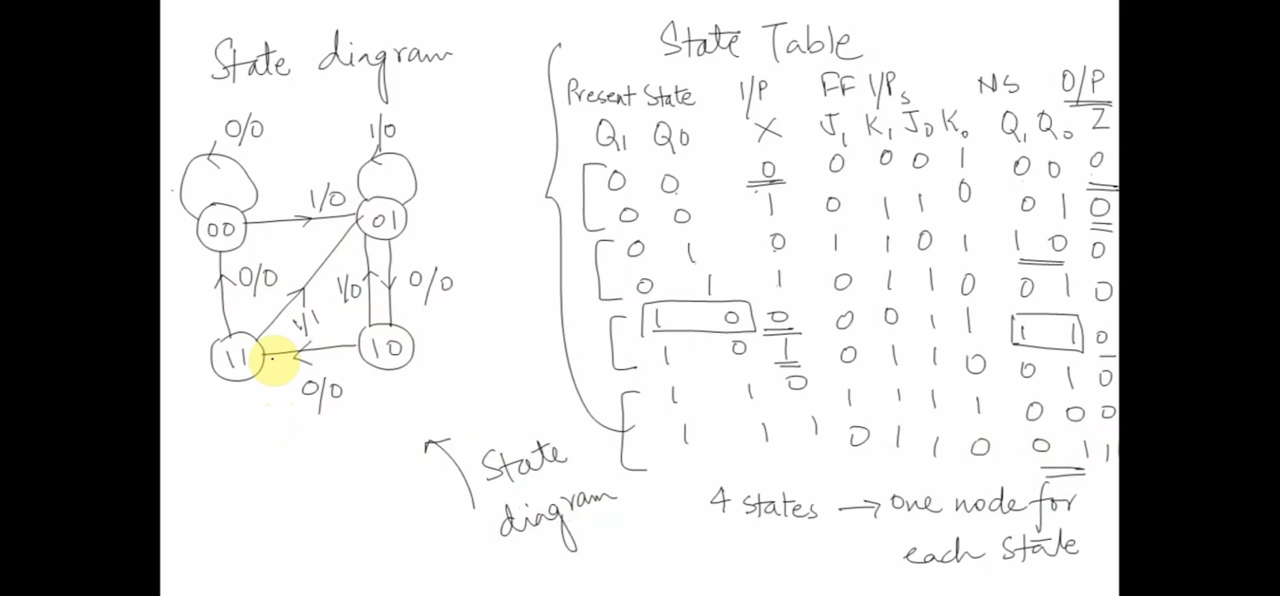 State diagram
0/0
1/0
00
1/0
01
0/0
1/0
0/0
1/1
11
10
0/0
State diagram
State Table
Present State I/P FF I/Ps NS O/P
Q1 Q0 X J1 K1 J0 K0 Q1 Q0 Z
0 0 0 0 0 0 1 0 0 0
0 0 1 0 1 1 0 0 1 0
0 1 0 1 1 0 1 1 0 0
0 1 1 0 1 1 0 0 1 0
1 0 0 0 0 1 1 1 1 0
1 0 1 0 1 1 0 0 1 0
1 1 0 1 1 1 1 0 0 0
1 1 1 0 1 1 0 0 1 1
4 states → one node for
each state